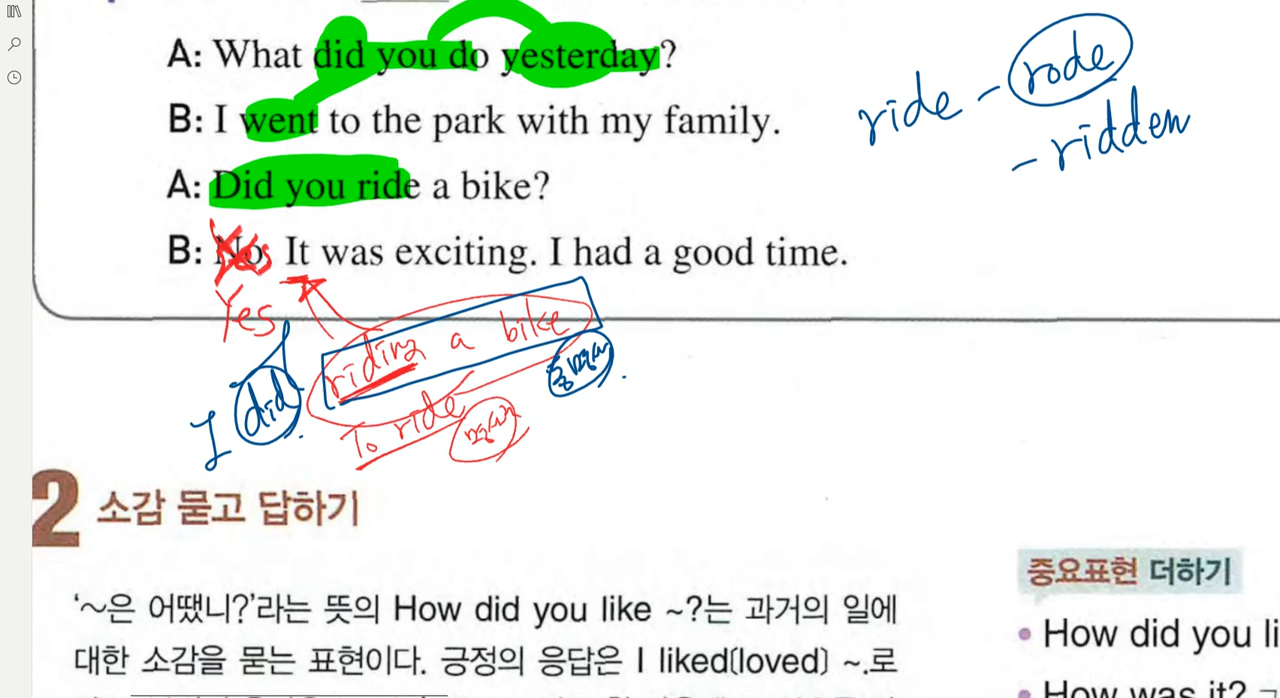 A: What did you do yesterday?
B: I went to the park with my family.
A: Did you ride a bike?
B: It was exciting. I had a good time.
ride - rode
- ridden
Yes
riding a bike
동명사
I did.
To ride
2 소감 묻고 답하기
'~은 어땠니?'라는 뜻의 How did you like ~?는 과거의 일에
대한 소감을 묻는 표현이다. 긍정의 응답은 I liked(loved) ~.로
중요표현 더하기
• How did you li
• How was it?